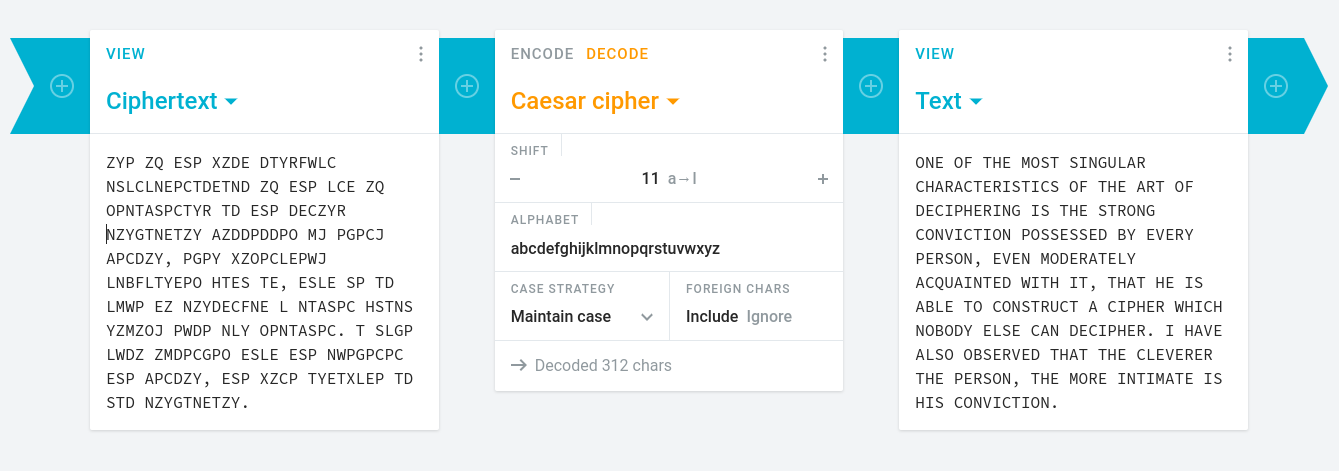 VIEW
Ciphertext
ZYP ZQ ESP XZDE DTYRFWLC
NSLCLNEPCTDETND ZQ ESP LCE ZQ
OPNTASPCTYR TD ESP DECZYR
NZYGTNETZY AZDDPDDPO MJ PGPCJ
APCDZY, PGPY XZOPCLEPWJ
LNBFLTYEPO HTES TE, ESLE SP TD
LMWP EZ NZYDECFNE L NTASPC HSTNS
YZMZOJ PWDP NLY OPNTASPC. T SLGP
LWDZ ZMDPCGPO ESLE ESP NWPGPCPC
ESP APCDZY, ESP XZCP TYETXLEP TD
STD NZYGTNETZY.
ENCODE DECODE
Caesar cipher
SHIFT
− 11 a→l +
ALPHABET
abcdefghijklmnopqrstuvwxyz
CASE STRATEGY
Maintain case
FOREIGN CHARS
Include Ignore
→ Decoded 312 chars
VIEW
Text
ONE OF THE MOST SINGULAR
CHARACTERISTICS OF THE ART OF
DECIPHERING IS THE STRONG
CONVICTION POSSESSED BY EVERY
PERSON, EVEN MODERATELY
ACQUAINTED WITH IT, THAT HE IS
ABLE TO CONSTRUCT A CIPHER WHICH
NOBODY ELSE CAN DECIPHER. I HAVE
ALSO OBSERVED THAT THE CLEVERER
THE PERSON, THE MORE INTIMATE IS
HIS CONVICTION.